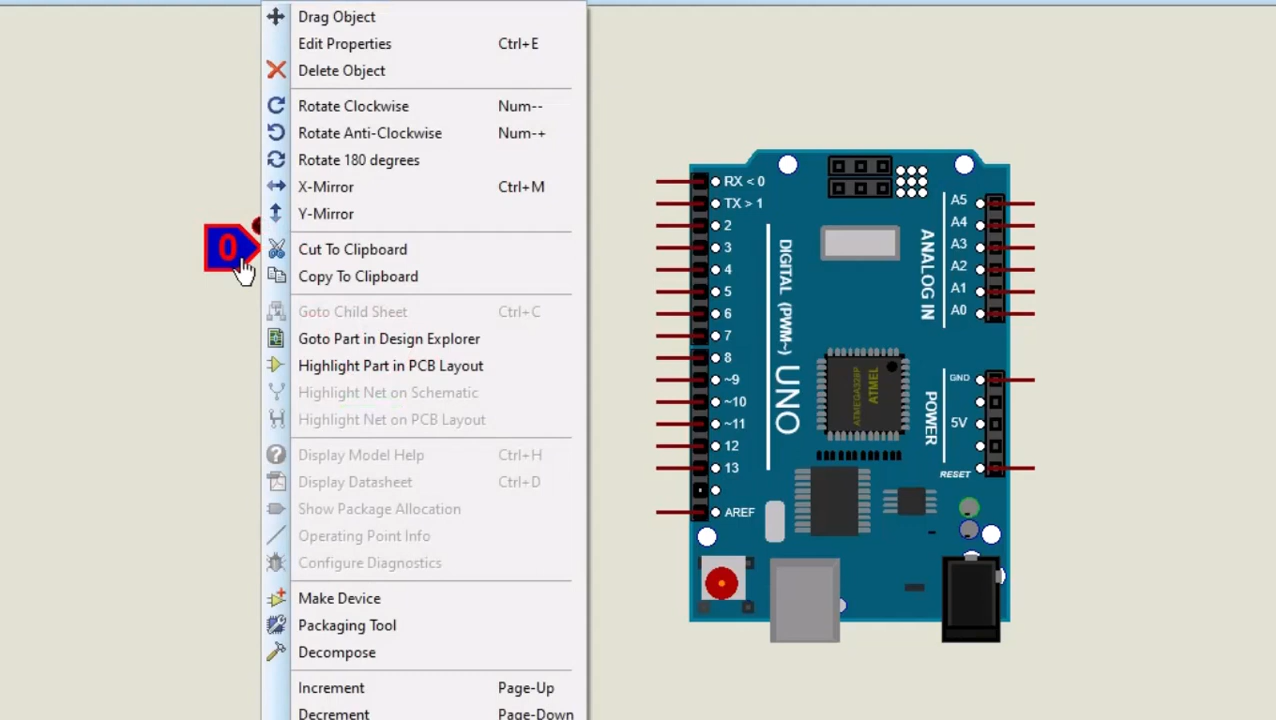 Drag Object
Edit Properties Ctrl+E
Delete Object
Rotate Clockwise Num--
Rotate Anti-Clockwise Num-+
Rotate 180 degrees
X-Mirror Ctrl+M
Y-Mirror
Cut To Clipboard
Copy To Clipboard
Goto Child Sheet Ctrl+C
Goto Part in Design Explorer
Highlight Part in PCB Layout
Highlight Net on Schematic
Highlight Net on PCB Layout
Display Model Help Ctrl+H
Display Datasheet Ctrl+D
Show Package Allocation
Operating Point Info
Configure Diagnostics
Make Device
Packaging Tool
Decompose
Increment Page-Up
Decrement Page-Down
0
RX < 0
TX > 1
2
3
4
5
6
7
8
~9
~10
~11
12
13
AREF
DIGITAL (PWM~)
UNO
ATMEGA328P
ATMEL
ANALOG IN
A5
A4
A3
A2
A1
A0
POWER
GND
5V
RESET